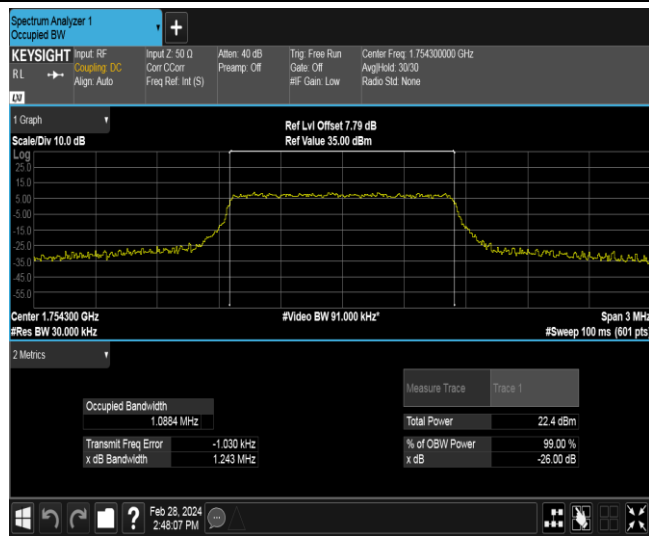 Spectrum Analyzer 1
Occupied BW
+
KEYSIGHT Input: RF Input Z: 50 Ω Atten: 40 dB Trig: Free Run Center Freq: 1.754300000 GHz
RL Coupling: DC Corr CCorr Preamp: Off Gate: Off Avg|Hold: 30/30
Align: Auto Freq Ref: Int (S) #IF Gain: Low Radio Std: None
LXI
1 Graph
Ref Lvl Offset 7.79 dB
Scale/Div 10.0 dB Ref Value 35.00 dBm
Log
25.0
15.0
5.00
-5.00
-15.0
-25.0
-35.0
-45.0
-55.0
Center 1.754300 GHz #Video BW 91.000 kHz* Span 3 MHz
#Res BW 30.000 kHz #Sweep 100 ms (601 pts)
2 Metrics
Measure Trace Trace 1
Occupied Bandwidth
1.0884 MHz Total Power 22.4 dBm
Transmit Freq Error -1.030 kHz % of OBW Power 99.00 %
x dB Bandwidth 1.243 MHz x dB -26.00 dB
? Feb 28, 2024
2:48:07 PM